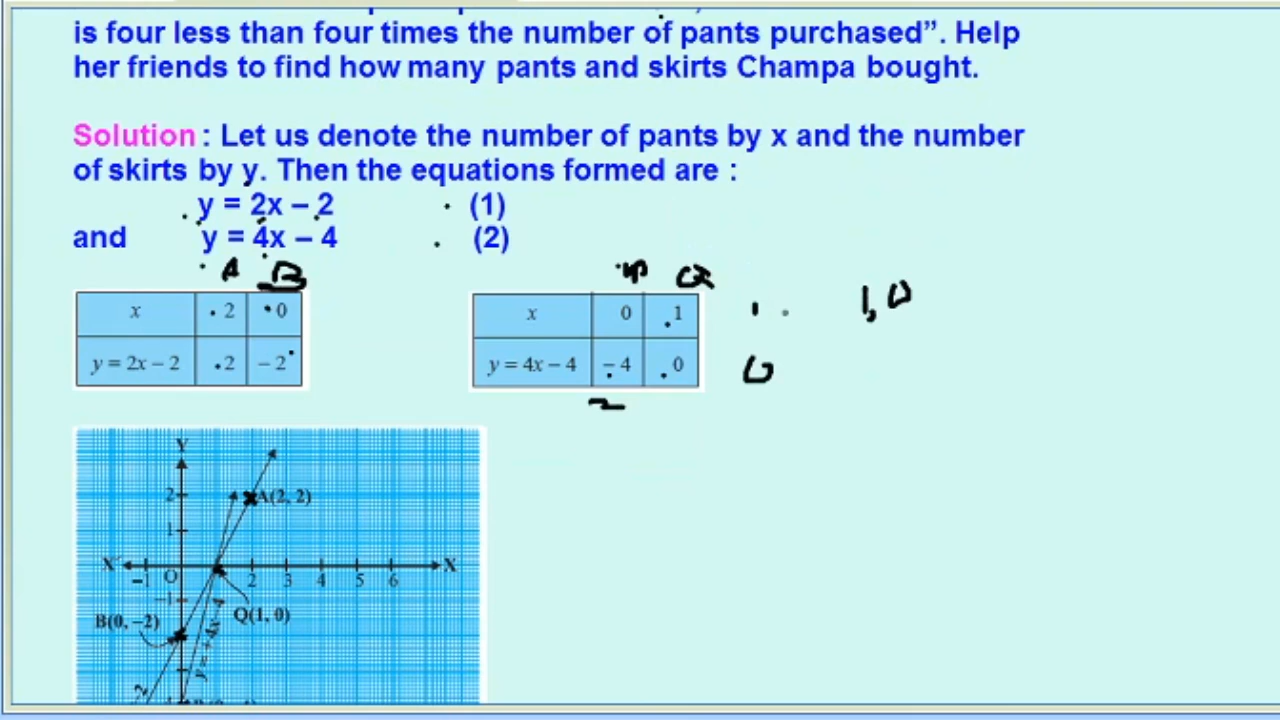 is four less than four times the number of pants purchased”. Help
her friends to find how many pants and skirts Champa bought.
Solution : Let us denote the number of pants by x and the number
of skirts by y. Then the equations formed are :
y = 2x – 2 (1)
and y = 4x – 4 (2)
A B
x 2 0
y = 2x – 2 2 – 2
P Q
x 0 1
y = 4x – 4 – 4 0
1 1, 0
0
Y
2
A(2, 2)
1
X′ –1 O 2 3 4 5 6 X
–1
B(0, –2)
Q(1, 0)